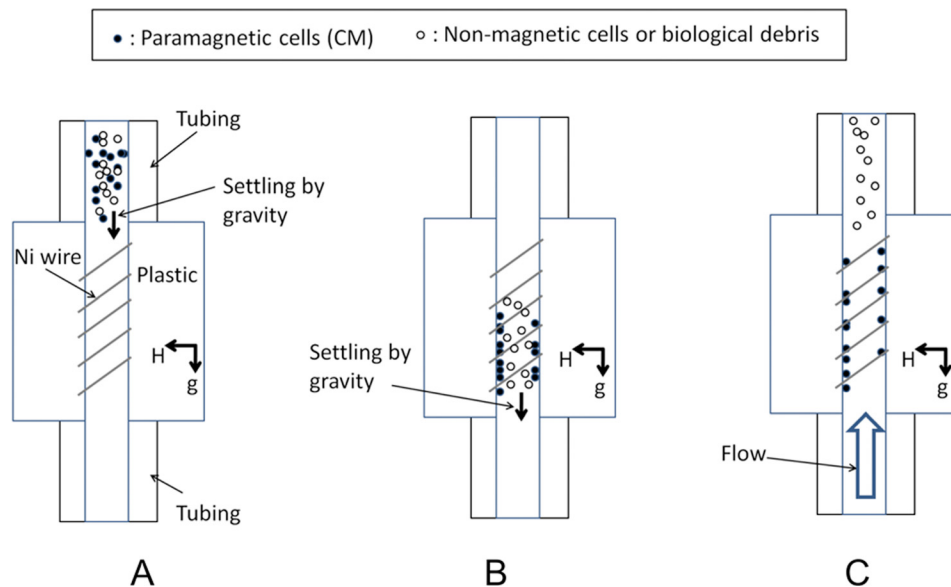 ● : Paramagnetic cells (CM) ○ : Non-magnetic cells or biological debris
Tubing
Settling by
gravity
Ni wire
Plastic
H
g
Tubing
A
Settling by
gravity
H
g
B
H
g
Flow
C